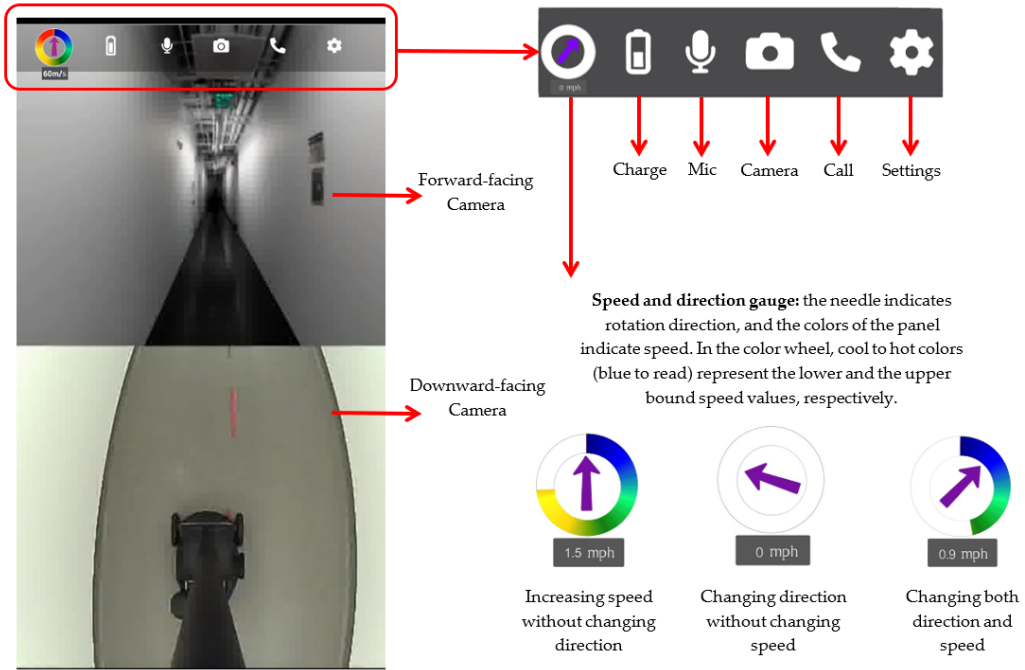 60m/s
0 mph
Charge
Mic
Camera
Call
Settings
Forward-facing
Camera
Speed and direction gauge: the needle indicates
rotation direction, and the colors of the panel
indicate speed. In the color wheel, cool to hot colors
(blue to read) represent the lower and the upper
bound speed values, respectively.
Downward-facing
Camera
1.5 mph
0 mph
0.9 mph
Increasing speed
without changing
direction
Changing direction
without changing
speed
Changing both
direction and
speed